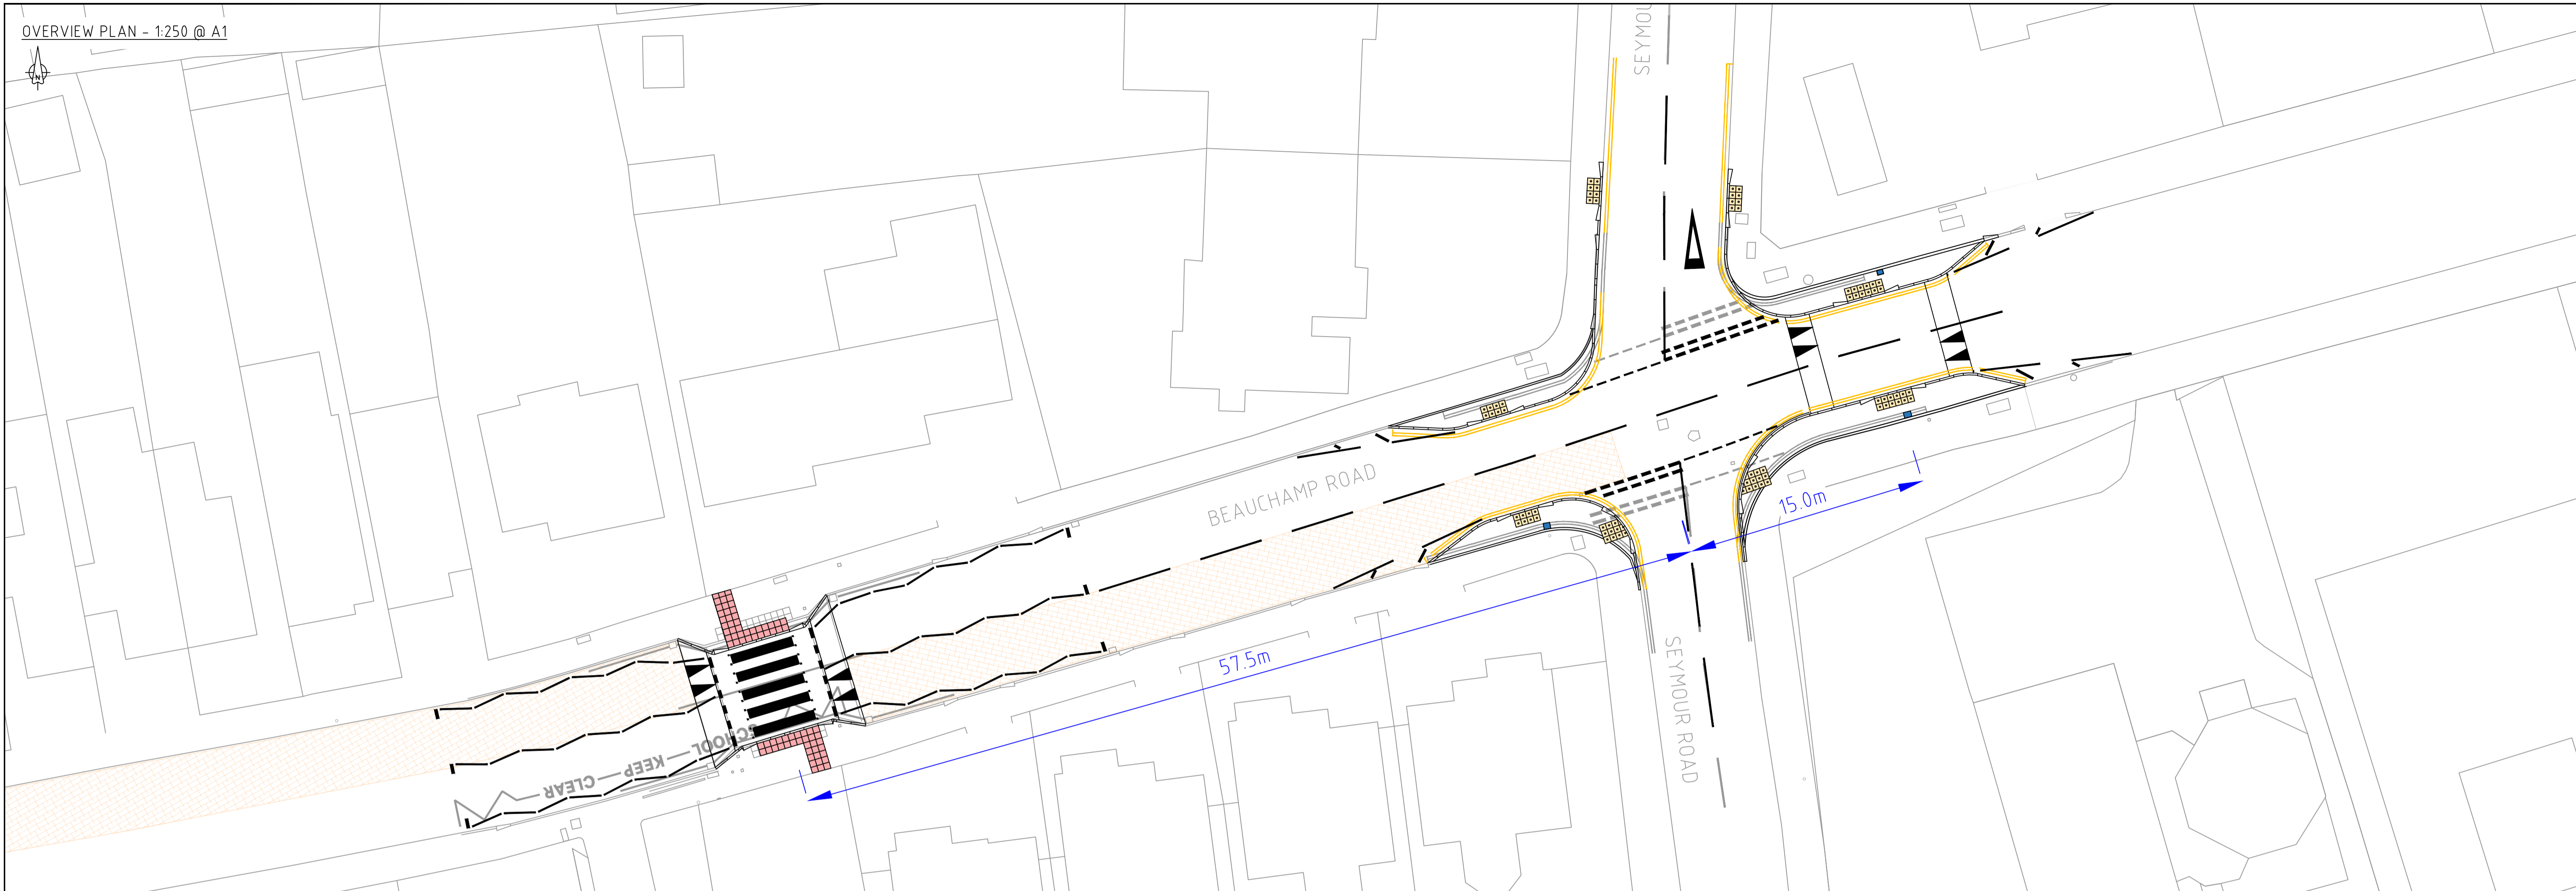 OVERVIEW PLAN - 1:250 @ A1
N
SEYMOU
BEAUCHAMP ROAD
15.0m
57.5m
SEYMOUR ROAD
SCHOOL KEEP CLEAR